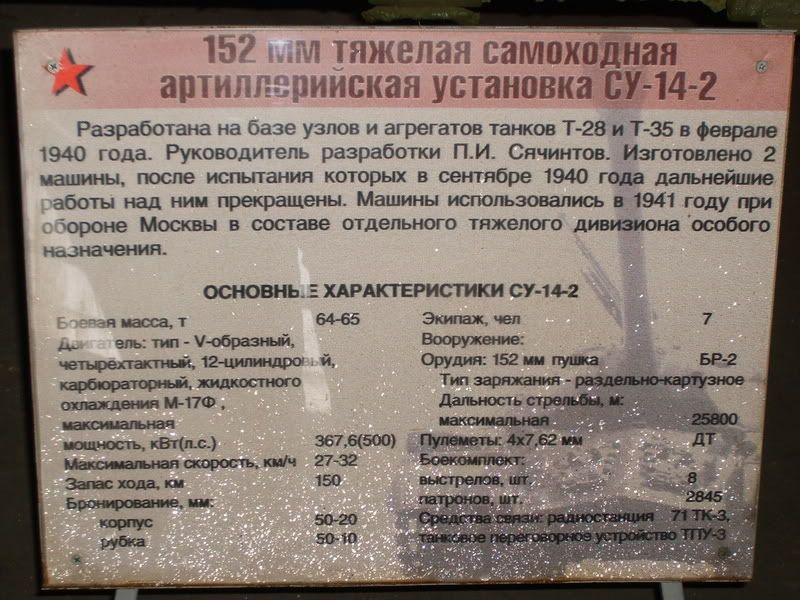 152 мм тяжелая самоходная
артиллерийская установка СУ-14-2
Разработана на базе узлов и агрегатов танков Т-28 и Т-35 в феврале
1940 года. Руководитель разработки П.И. Сячинтов. Изготовлено 2
машины, после испытания которых в сентябре 1940 года дальнейшие
работы над ним прекращены. Машины использовались в 1941 году при
обороне Москвы в составе отдельного тяжелого дивизиона особого
назначения.
ОСНОВНЫЕ ХАРАКТЕРИСТИКИ СУ-14-2
Боевая масса, т 64-65
Двигатель: тип - V-образный,
четырёхтактный, 12-цилиндровый,
карбюраторный, жидкостного
охлаждения М-17Ф ,
максимальная
мощность, кВт(л.с.) 367,6(500)
Максимальная скорость, км/ч 27-32
Запас хода, км 150
Бронирование, мм:
корпус 50-20
рубка 50-10
Экипаж, чел 7
Вооружение:
Орудия: 152 мм пушка БР-2
Тип заряжания - раздельно-картузное
Дальность стрельбы, м:
максимальная 25800
Пулеметы: 4x7,62 мм ДТ
Боекомплект:
выстрелов, шт. 8
патронов, шт. 2845
Средства связи: радиостанция 71 ТК-3,
танковое переговорное устройство ТПУ-3